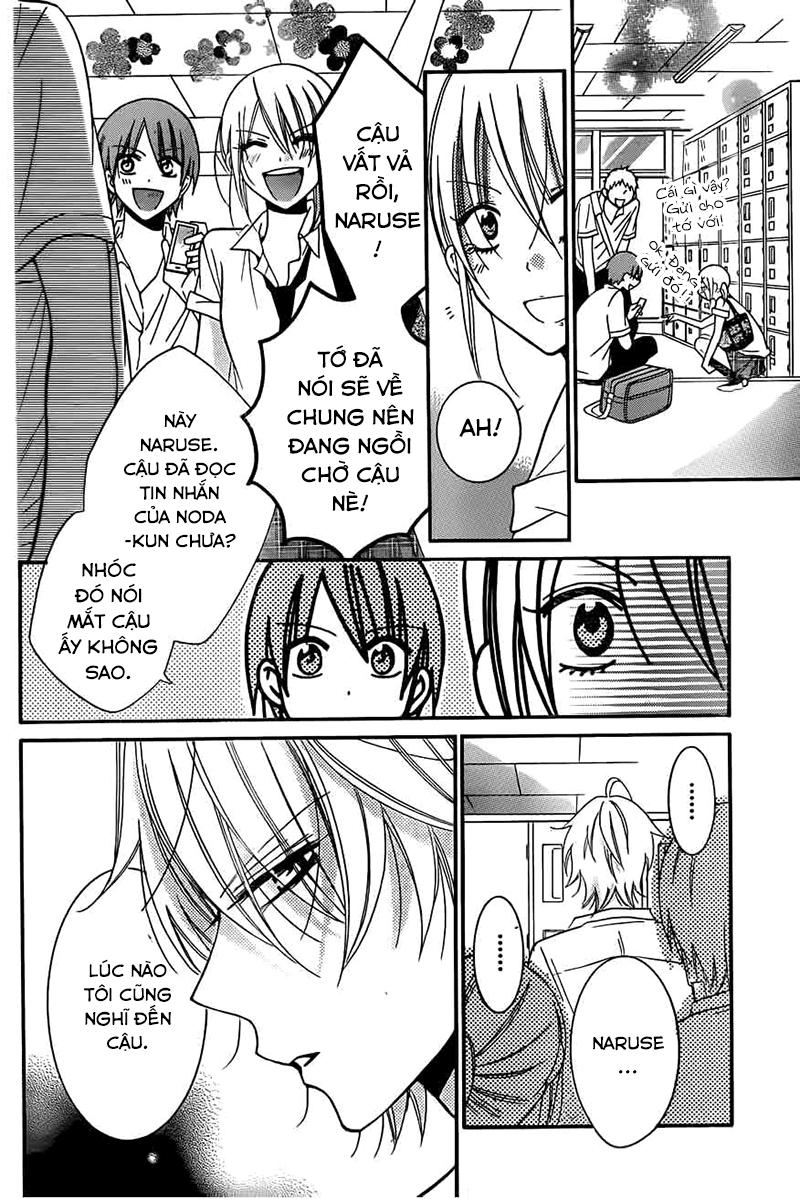 Cái gì vậy?
Gửi cho
tớ với!
Ok. Đang
gửi đó!
AH!
CẬU
VẤT VẢ
RỒI,
NARUSE
!
TỚ ĐÃ
NÓI SẼ VỀ
CHUNG NÊN
ĐANG NGỒI
CHỜ CẬU
NÈ!
NÀY
NARUSE.
CẬU ĐÃ ĐỌC
TIN NHẮN
CỦA NODA
-KUN CHƯA?
NHÓC
ĐÓ NÓI
MẮT CẬU
ẤY KHÔNG
SAO.
......
......
NARUSE
...
LÚC NÀO
TÔI CŨNG
NGHĨ ĐẾN
CẬU.